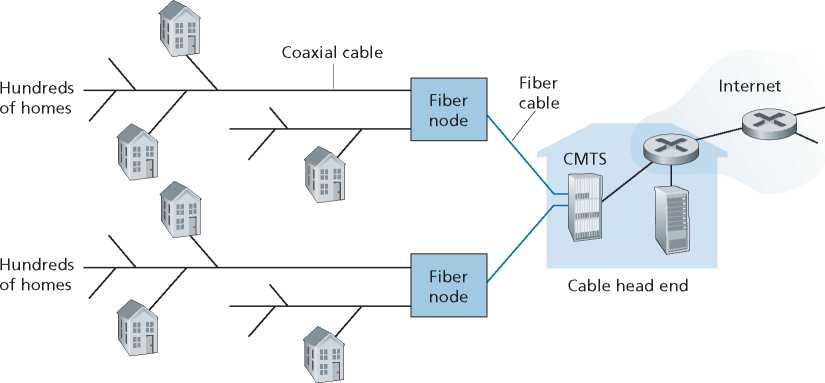 Hundreds
of homes
Coaxial cable
Fiber
node
Fiber
cable
Internet
CMTS
Hundreds
of homes
Fiber
node
Cable head end